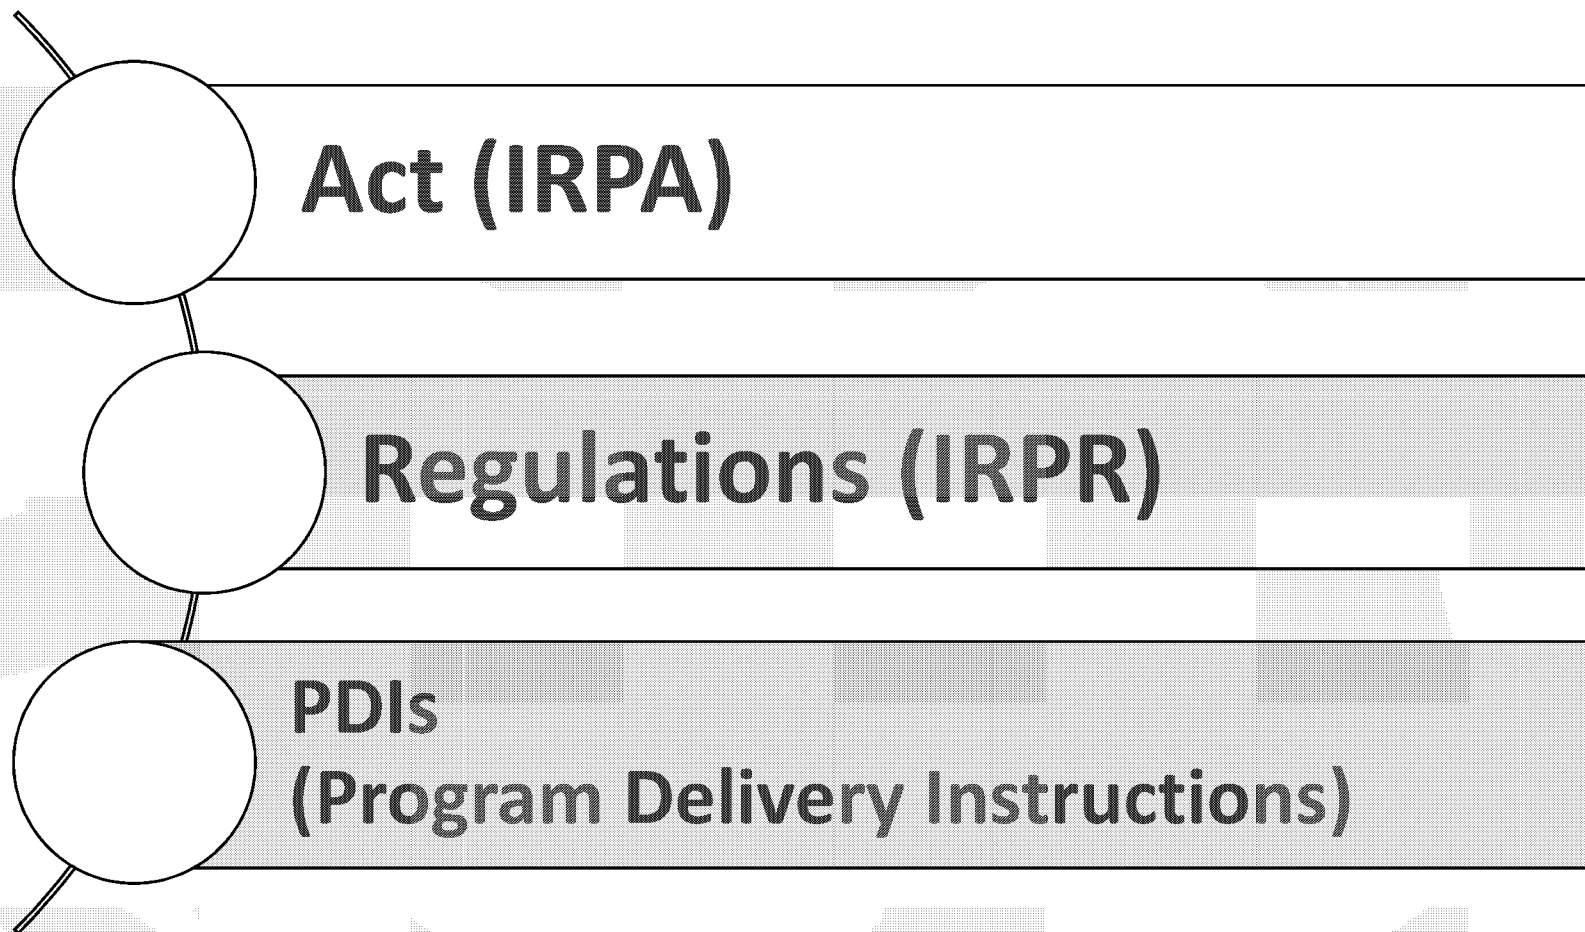 Act (IRPA)
Regulations (IRPR)
PDIs
(Program Delivery Instructions)